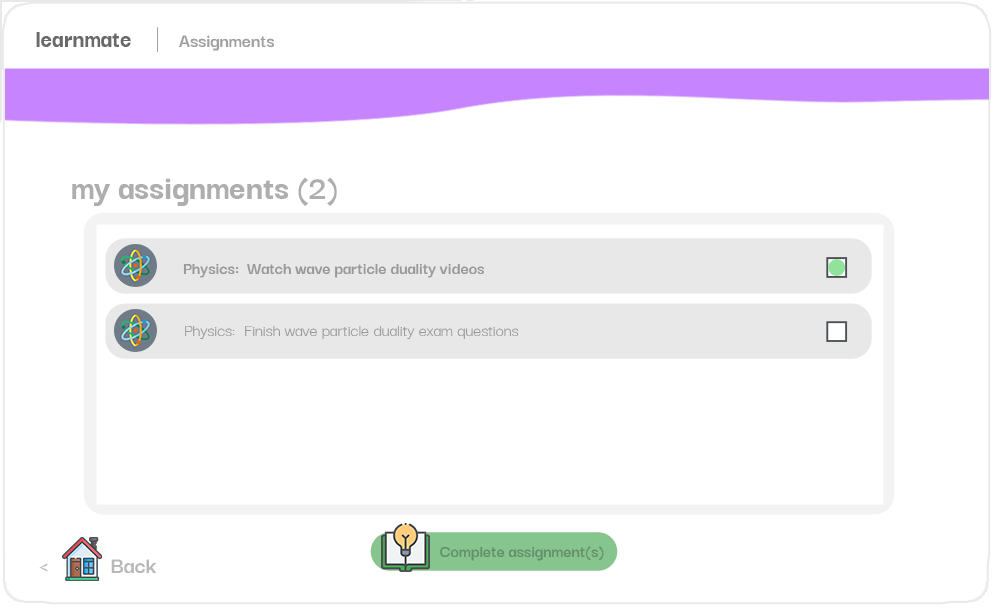 learnmate
Assignments
my assignments (2)
Physics: Watch wave particle duality videos
Physics: Finish wave particle duality exam questions
< Back
Complete assignment(s)